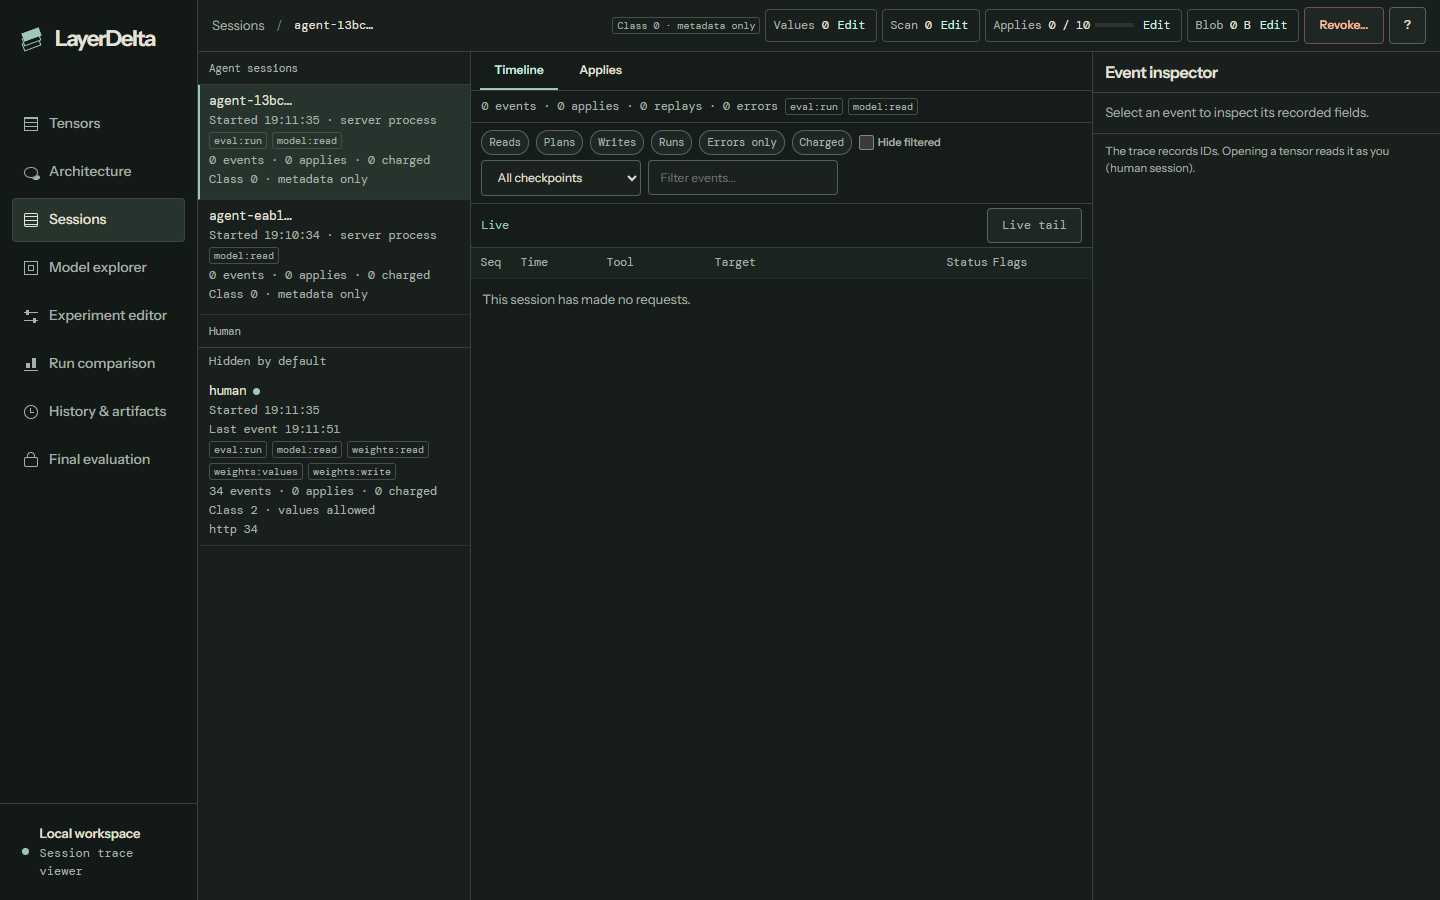 LayerDelta
Tensors
Architecture
Sessions
Model explorer
Experiment editor
Run comparison
History & artifacts
Final evaluation
Local workspace
Session trace
viewer
Sessions / agent-13bc…
Class 0 · metadata only
Values 0 Edit
Scan 0 Edit
Applies 0 / 10 Edit
Blob 0 B Edit
Revoke…
?
Agent sessions
agent-13bc…
Started 19:11:35 · server process
eval:run model:read
0 events · 0 applies · 0 charged
Class 0 · metadata only
agent-eab1…
Started 19:10:34 · server process
model:read
0 events · 0 applies · 0 charged
Class 0 · metadata only
Human
Hidden by default
human
Started 19:11:35
Last event 19:11:51
eval:run model:read weights:read
weights:values weights:write
34 events · 0 applies · 0 charged
Class 2 · values allowed
http 34
Timeline Applies
0 events · 0 applies · 0 replays · 0 errors eval:run model:read
Reads Plans Writes Runs Errors only Charged Hide filtered
All checkpoints Filter events…
Live Live tail
Seq Time Tool Target Status Flags
This session has made no requests.
Event inspector
Select an event to inspect its recorded fields.
The trace records IDs. Opening a tensor reads it as you
(human session).